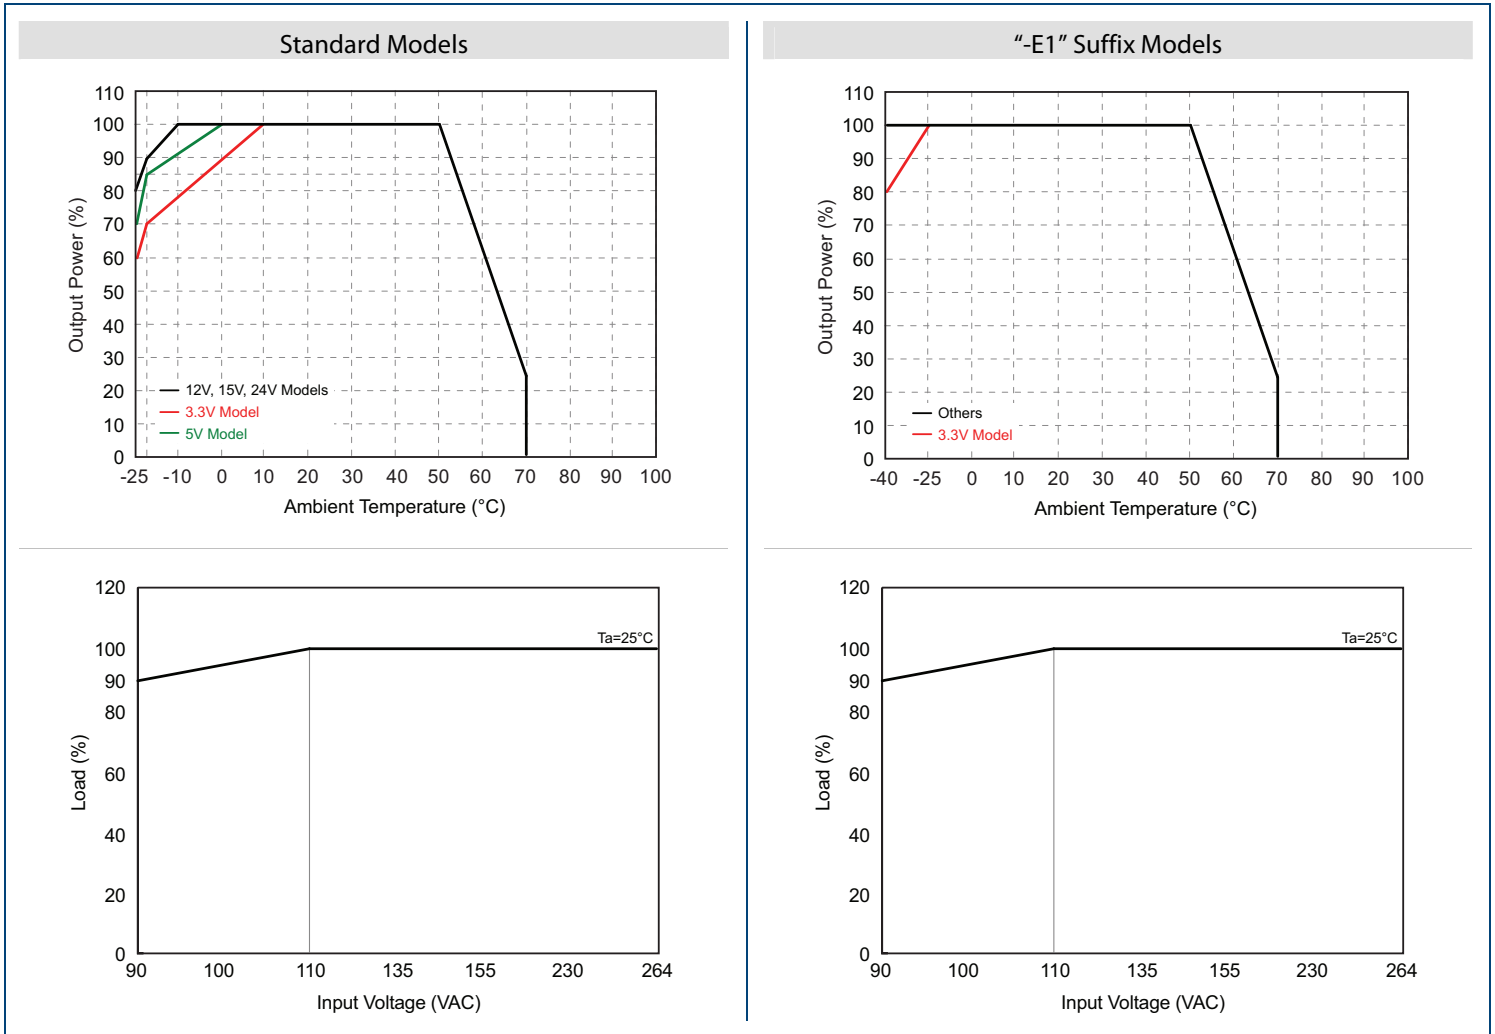 Standard Models
110
100
90
80
70
60
50
40
30
20
10
0
Output Power (%)
12V, 15V, 24V Models
3.3V Model
5V Model
-25 -10 0 10 20 30 40 50 60 70 80 90 100
Ambient Temperature (°C)
120
100
90
80
60
40
20
0
Load (%)
Ta=25°C
90 100 110 135 155 230 264
Input Voltage (VAC)
“-E1” Suffix Models
110
100
90
80
70
60
50
40
30
20
10
0
Output Power (%)
Others
3.3V Model
-40 -25 0 10 20 30 40 50 60 70 80 90 100
Ambient Temperature (°C)
120
100
90
80
60
40
20
0
Load (%)
Ta=25°C
90 100 110 135 155 230 264
Input Voltage (VAC)